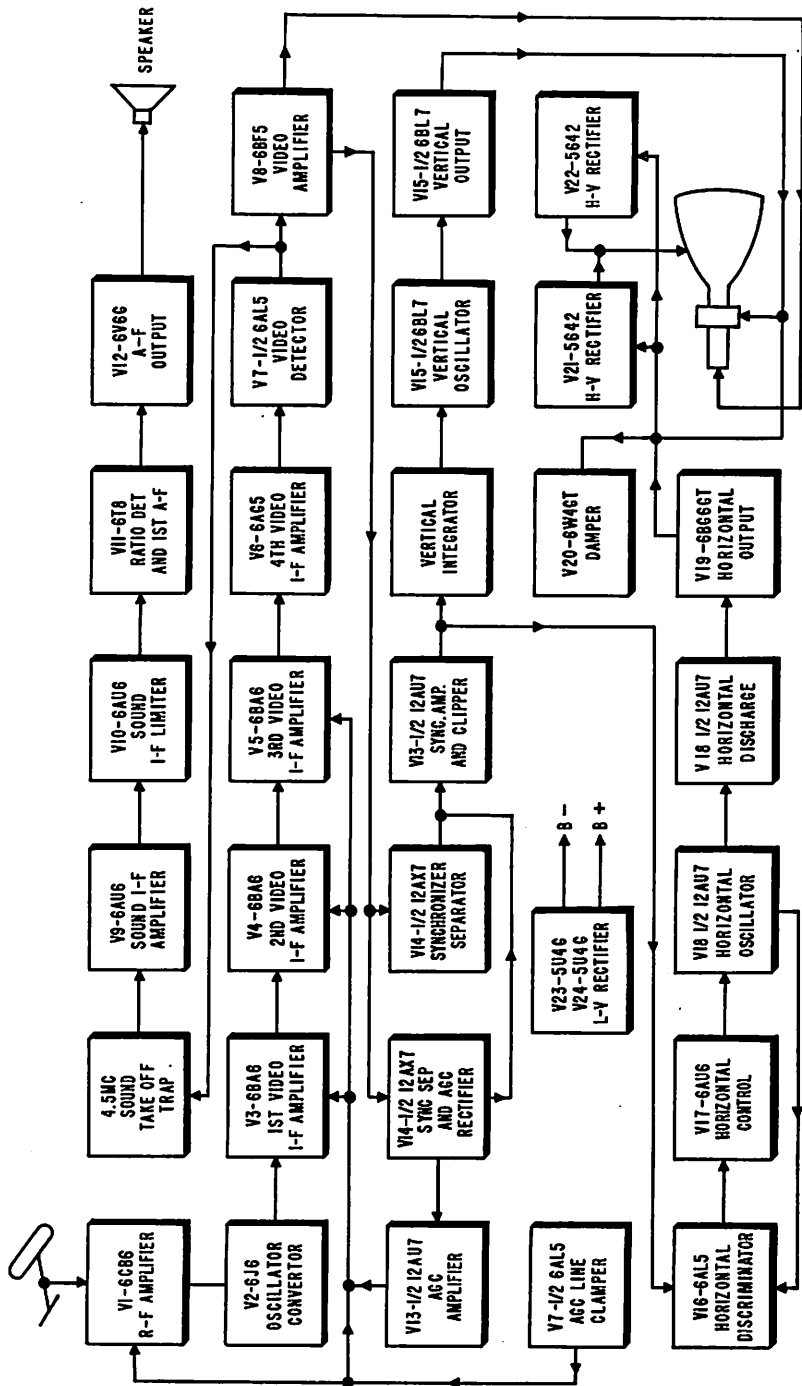 SPEAKER
V12-6V6G
A-F
OUTPUT
V11-6T8
RATIO DET
AND 1ST A-F
V10-6AU6
SOUND
I-F LIMITER
V9-6AU6
SOUND I-F
AMPLIFIER
4.5MC
SOUND
TAKE OFF
TRAP
V1-6CB6
R-F AMPLIFIER
V2-6J6
OSCILLATOR
CONVERTOR
V3-6BA6
1ST VIDEO
I-F AMPLIFIER
V4-6BA6
2ND VIDEO
I-F AMPLIFIER
V5-6BA6
3RD VIDEO
I-F AMPLIFIER
V6-6AG5
4TH VIDEO
I-F AMPLIFIER
V7-1/2 6AL5
VIDEO
DETECTOR
V8-6BF5
VIDEO
AMPLIFIER
V13-1/2 12AU7
AGC
AMPLIFIER
V14-1/2 12AX7
SYNC SEP
AND AGC
RECTIFIER
V14-1/2 12AX7
SYNCHRONIZER
SEPARATOR
V13-1/2 12AU7
SYNC. AMP.
AND CLIPPER
VERTICAL
INTEGRATOR
V15-1/26BL7
VERTICAL
OSCILLATOR
V15-1/2 6BL7
VERTICAL
OUTPUT
V7-1/2 6AL5
AGC LINE
CLAMPER
V23-5U4G
V24-5U4G
L-V RECTIFIER
B -
B +
V20-6W4GT
DAMPER
V21-5642
H-V RECTIFIER
V22-5642
H-V RECTIFIER
V16-6AL5
HORIZONTAL
DISCRIMINATOR
V17-6AU6
HORIZONTAL
CONTROL
V18 1/2 12AU7
HORIZONTAL
OSCILLATOR
V18 1/2 12AU7
HORIZONTAL
DISCHARGE
V19-6BG6GT
HORIZONTAL
OUTPUT